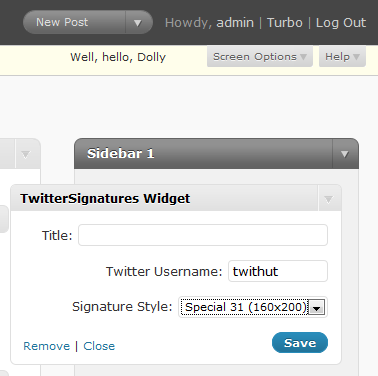 New Post Howdy, admin | Turbo | Log Out
Well, hello, Dolly Screen Options Help
Sidebar 1
TwitterSignatures Widget
Title:
Twitter Username: twithut
Signature Style: Special 31 (160x200)
Remove | Close Save